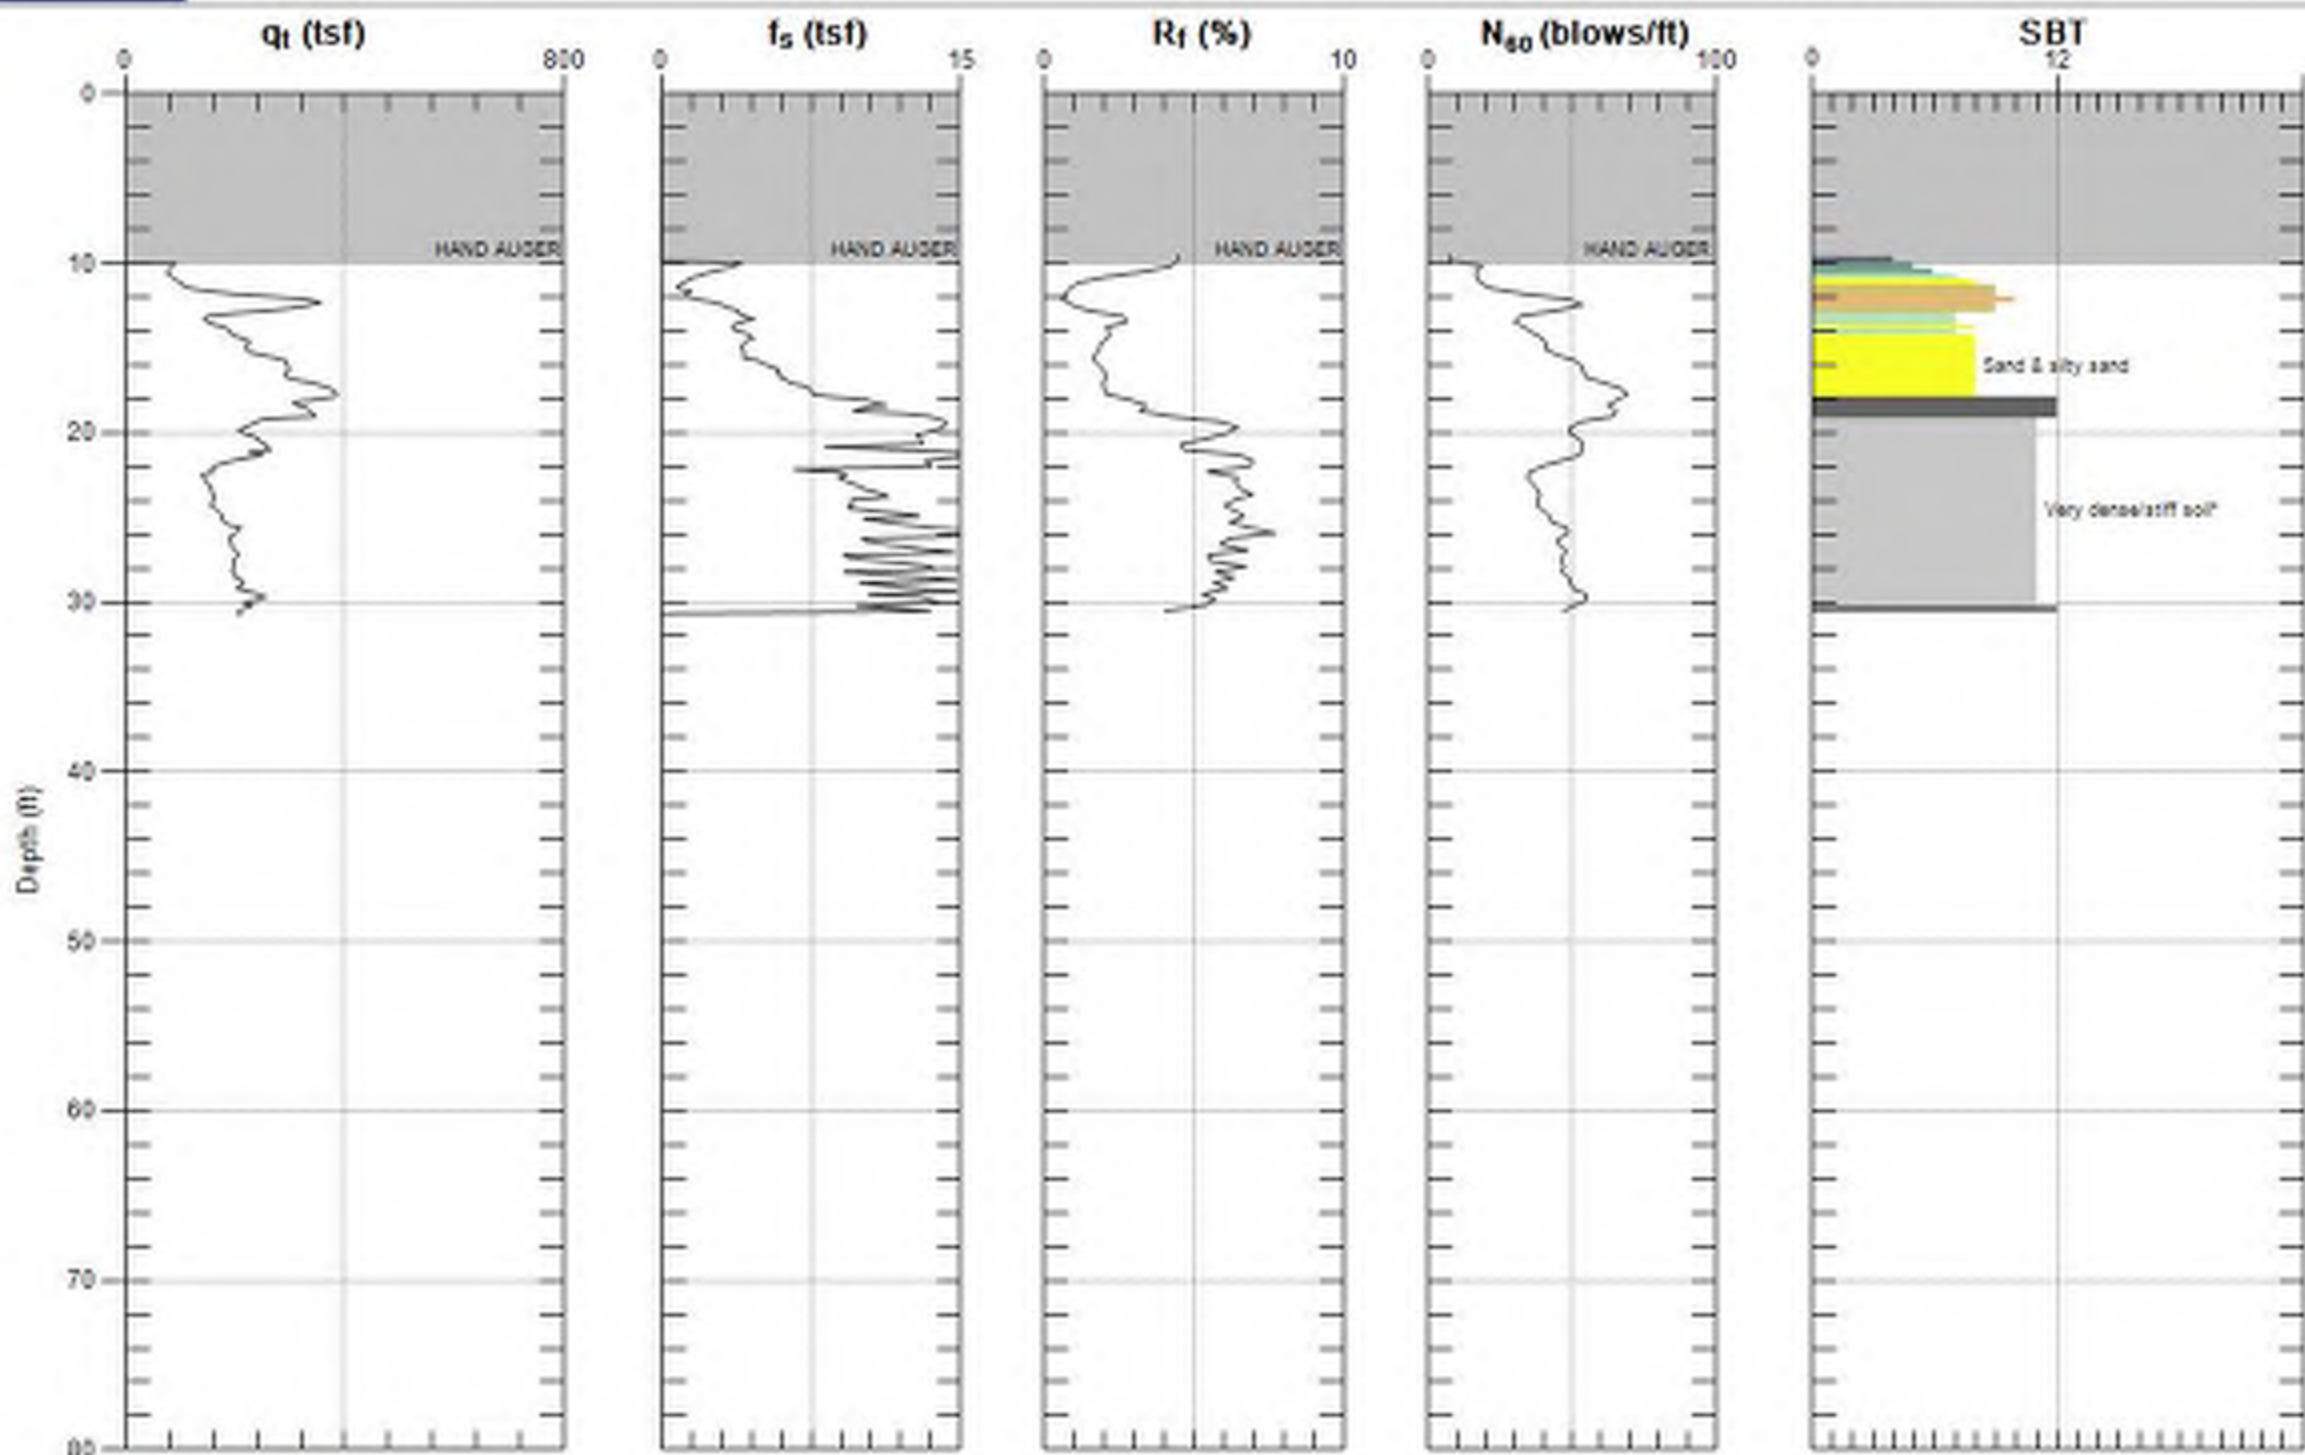 qt (tsf)
fs (tsf)
Rf (%)
N60 (blows/ft)
SBT
0 800 0 15 0 10 0 100 0 12
0
HAND AUGER HAND AUGER HAND AUGER HAND AUGER
10
Sand & silty sand
20
Very dense/stiff soil*
30
40
Depth (ft)
50
60
70
80